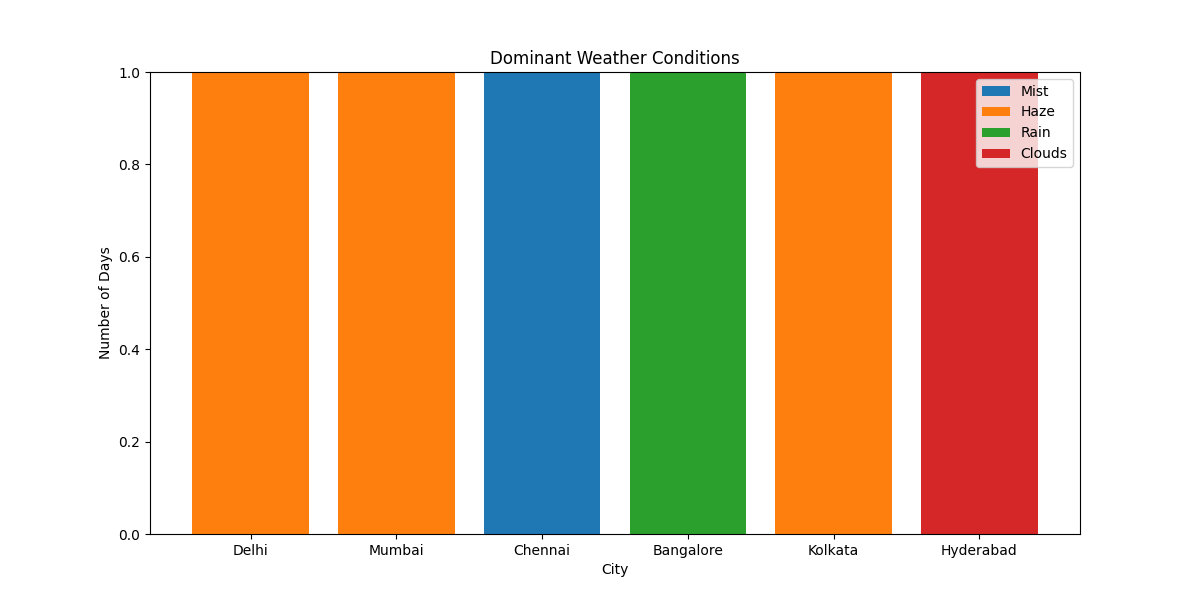 Dominant Weather Conditions
1.0
0.8
0.6
0.4
0.2
0.0
Number of Days
Mist
Haze
Rain
Clouds
Delhi Mumbai Chennai Bangalore Kolkata Hyderabad
City